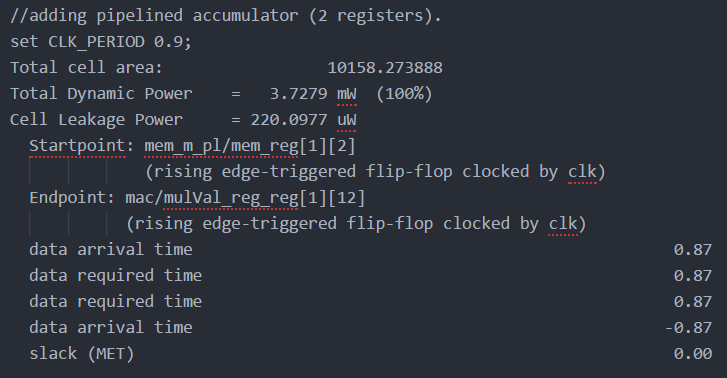 //adding pipelined accumulator (2 registers).
set CLK_PERIOD 0.9;
Total cell area: 10158.273888
Total Dynamic Power = 3.7279 mW (100%)
Cell Leakage Power = 220.0977 uW
Startpoint: mem_m_pl/mem_reg[1][2]
(rising edge-triggered flip-flop clocked by clk)
Endpoint: mac/mulVal_reg_reg[1][12]
(rising edge-triggered flip-flop clocked by clk)
data arrival time 0.87
data required time 0.87
data required time 0.87
data arrival time -0.87
slack (MET) 0.00